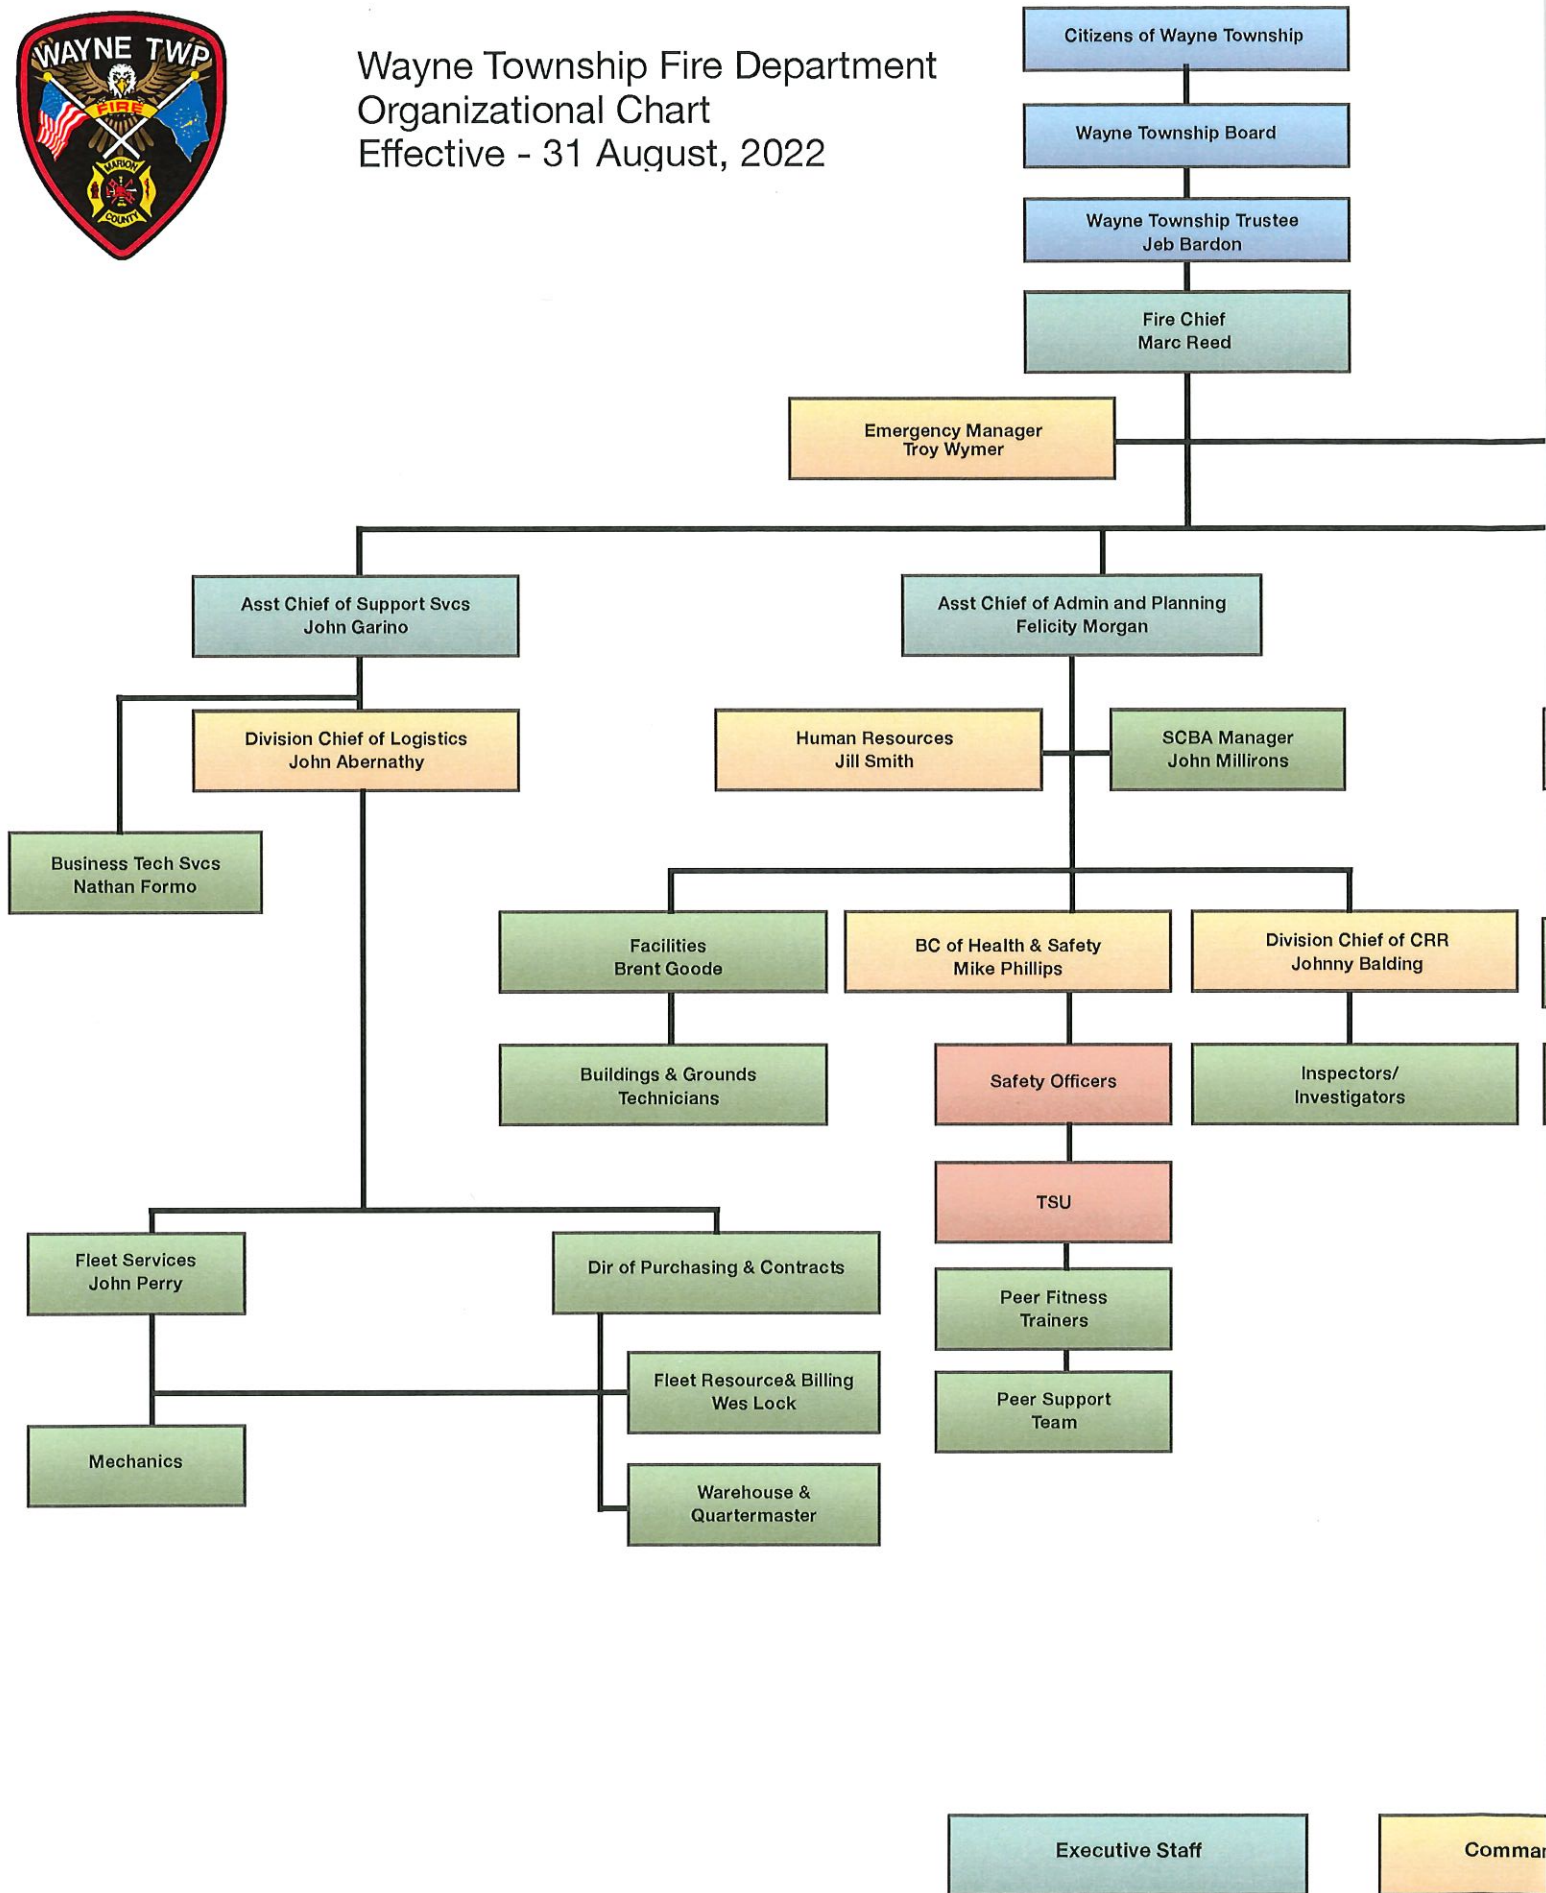 WAYNE TWP
FIRE
MARION
COUNTY
Wayne Township Fire Department
Organizational Chart
Effective - 31 August, 2022
Citizens of Wayne Township
Wayne Township Board
Wayne Township Trustee
Jeb Bardon
Fire Chief
Marc Reed
Emergency Manager
Troy Wymer
Asst Chief of Support Svcs
John Garino
Asst Chief of Admin and Planning
Felicity Morgan
Division Chief of Logistics
John Abernathy
Human Resources
Jill Smith
SCBA Manager
John Millirons
Business Tech Svcs
Nathan Formo
Facilities
Brent Goode
BC of Health & Safety
Mike Phillips
Division Chief of CRR
Johnny Balding
Buildings & Grounds
Technicians
Safety Officers
Inspectors/
Investigators
TSU
Fleet Services
John Perry
Dir of Purchasing & Contracts
Peer Fitness
Trainers
Fleet Resource& Billing
Wes Lock
Peer Support
Team
Mechanics
Warehouse &
Quartermaster
Executive Staff